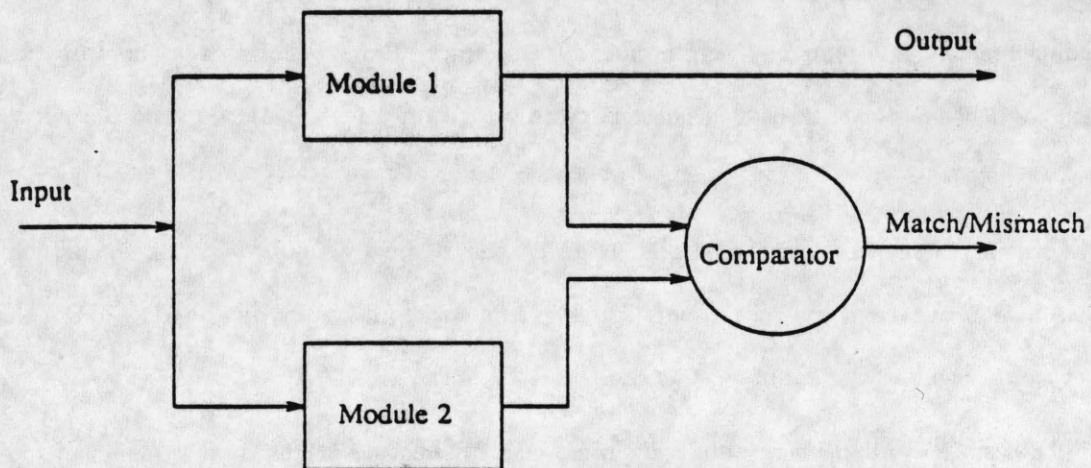 Output
Module 1
Input
Match/Mismatch
Comparator
Module 2